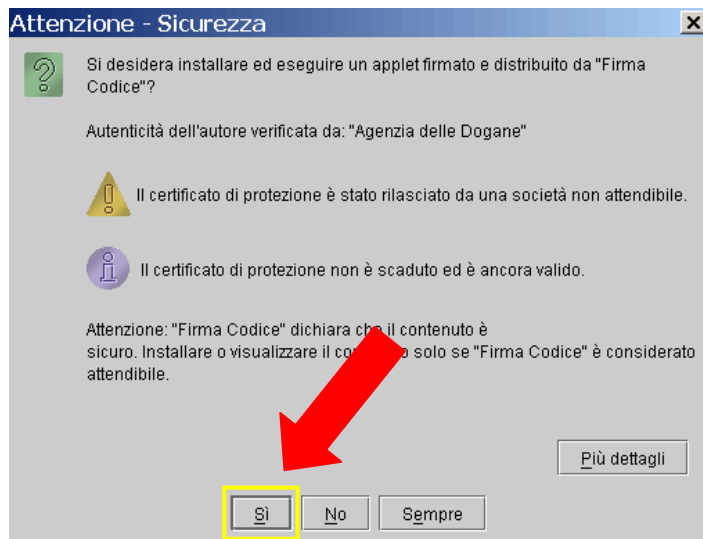 Attenzione - Sicurezza
Si desidera installare ed eseguire un applet firmato e distribuito da "Firma
Codice"?
Autenticità dell'autore verificata da: "Agenzia delle Dogane"
Il certificato di protezione è stato rilasciato da una società non attendibile.
Il certificato di protezione non è scaduto ed è ancora valido.
Attenzione: "Firma Codice" dichiara che il contenuto è
sicuro. Installare o visualizzare il solo se "Firma Codice" è considerato
attendibile.
Più dettagli
Sì No Sempre